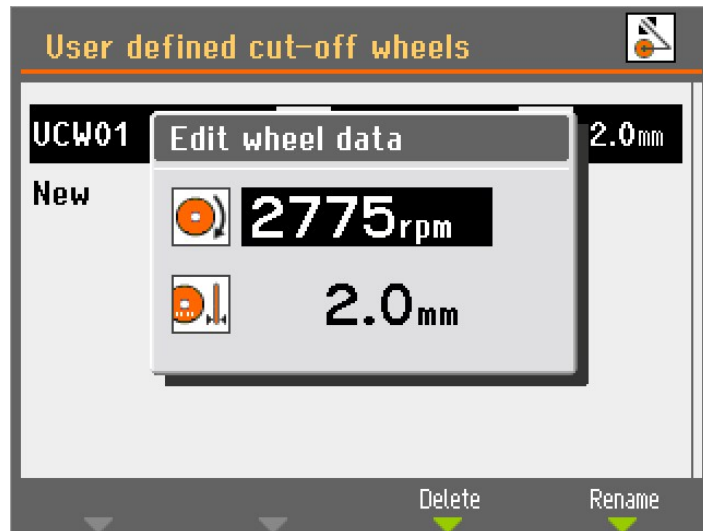 User defined cut-off wheels
UCW01 2.0mm
Edit wheel data
New
2775rpm
2.0mm
Delete Rename